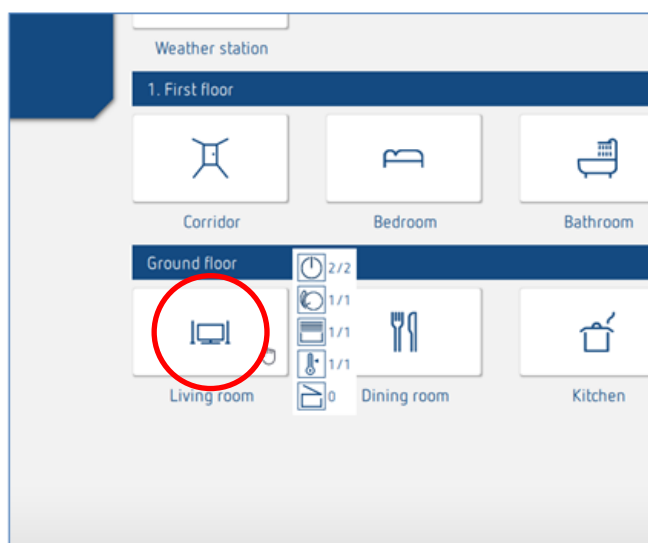 Weather station
1. First floor
Corridor
Bedroom
Bathroom
Ground floor
2/2
1/1
1/1
1/1
0
Living room
Dining room
Kitchen